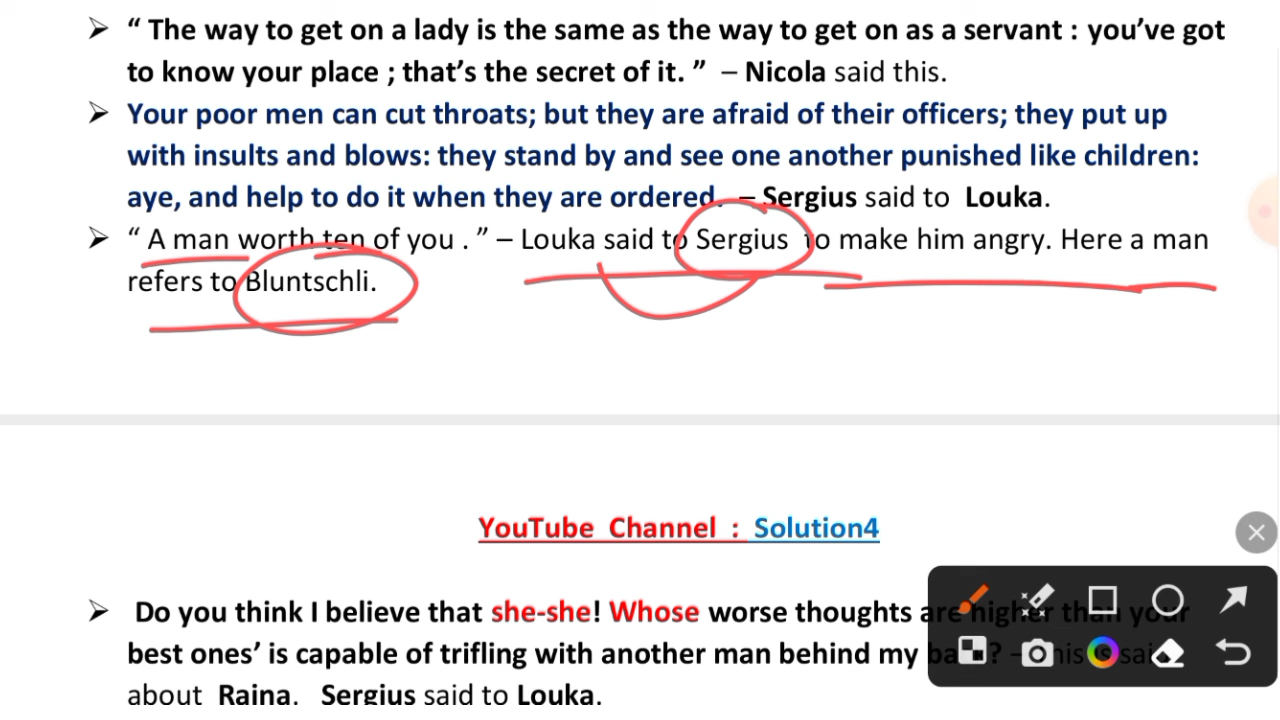 ➢ “ The way to get on a lady is the same as the way to get on as a servant : you’ve got
to know your place ; that’s the secret of it. ” – Nicola said this.
➢ Your poor men can cut throats; but they are afraid of their officers; they put up
with insults and blows: they stand by and see one another punished like children:
aye, and help to do it when they are ordered. – Sergius said to Louka.
➢ “ A man worth ten of you . ” – Louka said to Sergius to make him angry. Here a man
refers to Bluntschli.
YouTube Channel : Solution4
➢ Do you think I believe that she-she! Whose worse thoughts are higher than your
best ones’ is capable of trifling with another man behind my
about Raina. Sergius said to Louka.